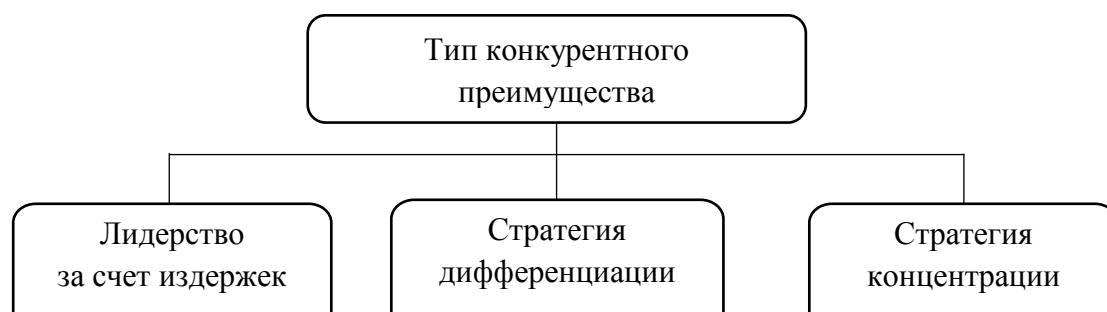 Тип конкурентного
преимущества
Лидерство
за счет издержек
Стратегия
дифференциации
Стратегия
концентрации